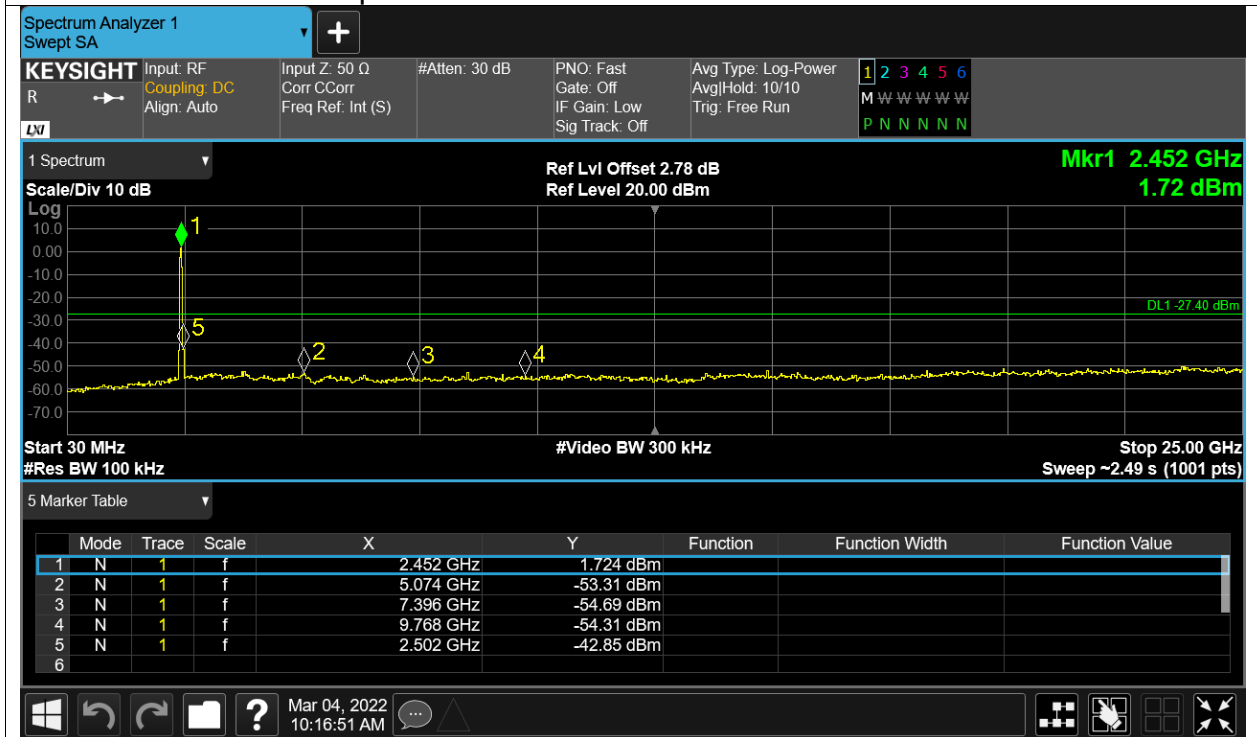 Spectrum Analyzer 1
Swept SA
+
KEYSIGHT Input: RF Input Z: 50 Ω #Atten: 30 dB PNO: Fast Avg Type: Log-Power 1 2 3 4 5 6
R Coupling: DC Corr CCorr Gate: Off Avg|Hold: 10/10 M W W W W W
Align: Auto Freq Ref: Int (S) IF Gain: Low Trig: Free Run
LXI Sig Track: Off P N N N N N
1 Spectrum Ref Lvl Offset 2.78 dB Mkr1 2.452 GHz
Scale/Div 10 dB Ref Level 20.00 dBm 1.72 dBm
Log
10.0 1
0.00
-10.0
-20.0 DL1 -27.40 dBm
-30.0 5
-40.0 2 3 4
-50.0
-60.0
-70.0
Start 30 MHz #Video BW 300 kHz Stop 25.00 GHz
#Res BW 100 kHz Sweep ~2.49 s (1001 pts)
5 Marker Table
Mode Trace Scale X Y Function Function Width Function Value
1 N 1 f 2.452 GHz 1.724 dBm
2 N 1 f 5.074 GHz -53.31 dBm
3 N 1 f 7.396 GHz -54.69 dBm
4 N 1 f 9.768 GHz -54.31 dBm
5 N 1 f 2.502 GHz -42.85 dBm
6
? Mar 04, 2022
10:16:51 AM